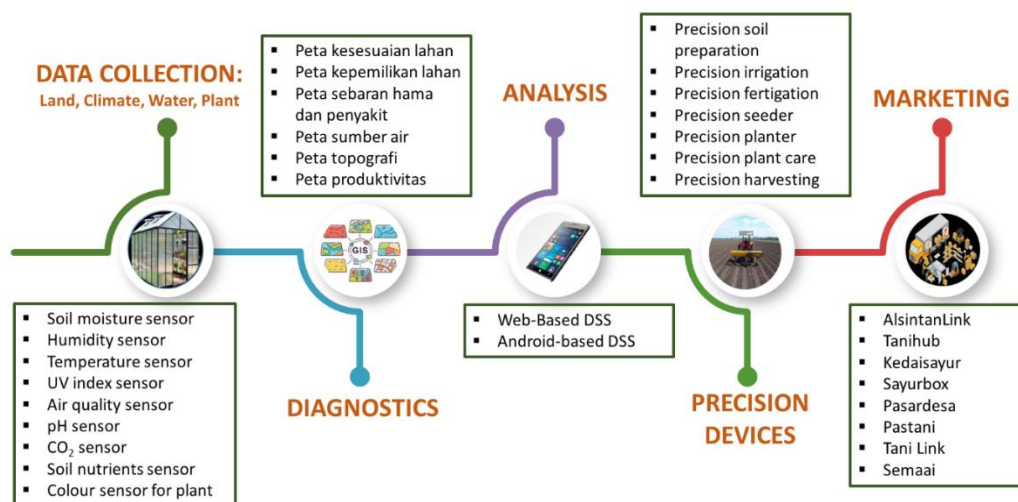 DATA COLLECTION:
Land, Climate, Water, Plant
▪ Soil moisture sensor
▪ Humidity sensor
▪ Temperature sensor
▪ UV index sensor
▪ Air quality sensor
▪ pH sensor
▪ CO₂ sensor
▪ Soil nutrients sensor
▪ Colour sensor for plant
▪ Peta kesesuaian lahan
▪ Peta kepemilikan lahan
▪ Peta sebaran hama
dan penyakit
▪ Peta sumber air
▪ Peta topografi
▪ Peta produktivitas
GIS
DIAGNOSTICS
ANALYSIS
▪ Web-Based DSS
▪ Android-based DSS
▪ Precision soil
preparation
▪ Precision irrigation
▪ Precision fertigation
▪ Precision seeder
▪ Precision planter
▪ Precision plant care
▪ Precision harvesting
PRECISION
DEVICES
MARKETING
▪ AlsintanLink
▪ Tanihub
▪ Kedaisayur
▪ Sayurbox
▪ Pasardesa
▪ Pastani
▪ Tani Link
▪ Semaai